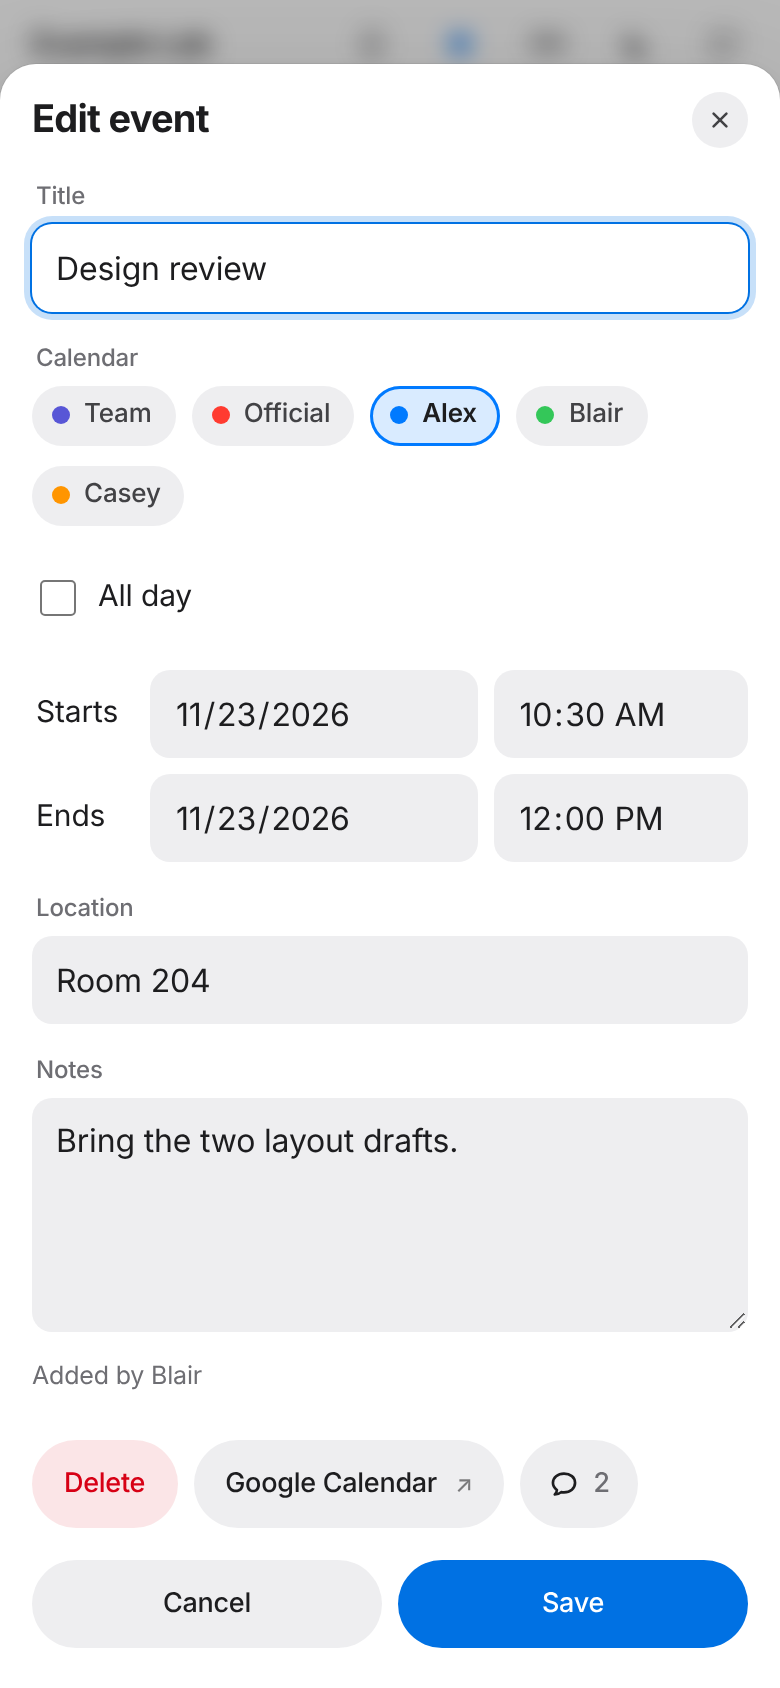 Edit event
Title
Design review
Calendar
Team Official Alex Blair
Casey
All day
Starts 11/23/2026 10:30 AM
Ends 11/23/2026 12:00 PM
Location
Room 204
Notes
Bring the two layout drafts.
Added by Blair
Delete Google Calendar 2
Cancel Save